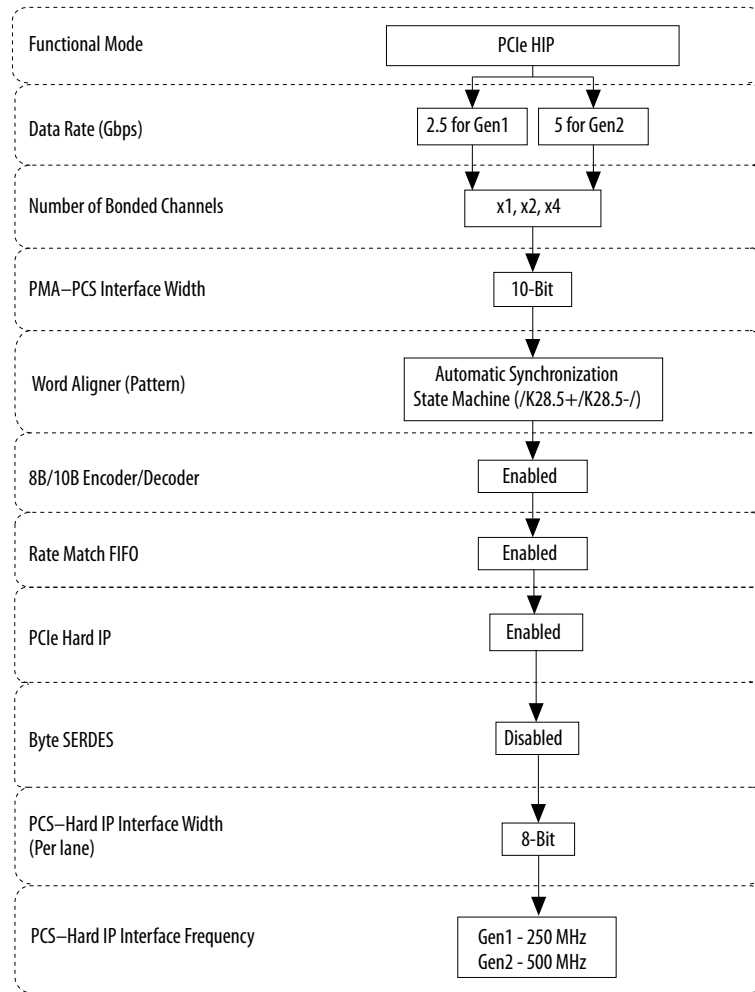 Functional Mode
PCIe HIP
Data Rate (Gbps)
2.5 for Gen1
5 for Gen2
Number of Bonded Channels
x1, x2, x4
PMA–PCS Interface Width
10-Bit
Word Aligner (Pattern)
Automatic Synchronization
State Machine (/K28.5+/K28.5-/)
8B/10B Encoder/Decoder
Enabled
Rate Match FIFO
Enabled
PCIe Hard IP
Enabled
Byte SERDES
Disabled
PCS–Hard IP Interface Width
(Per lane)
8-Bit
PCS–Hard IP Interface Frequency
Gen1 - 250 MHz
Gen2 - 500 MHz